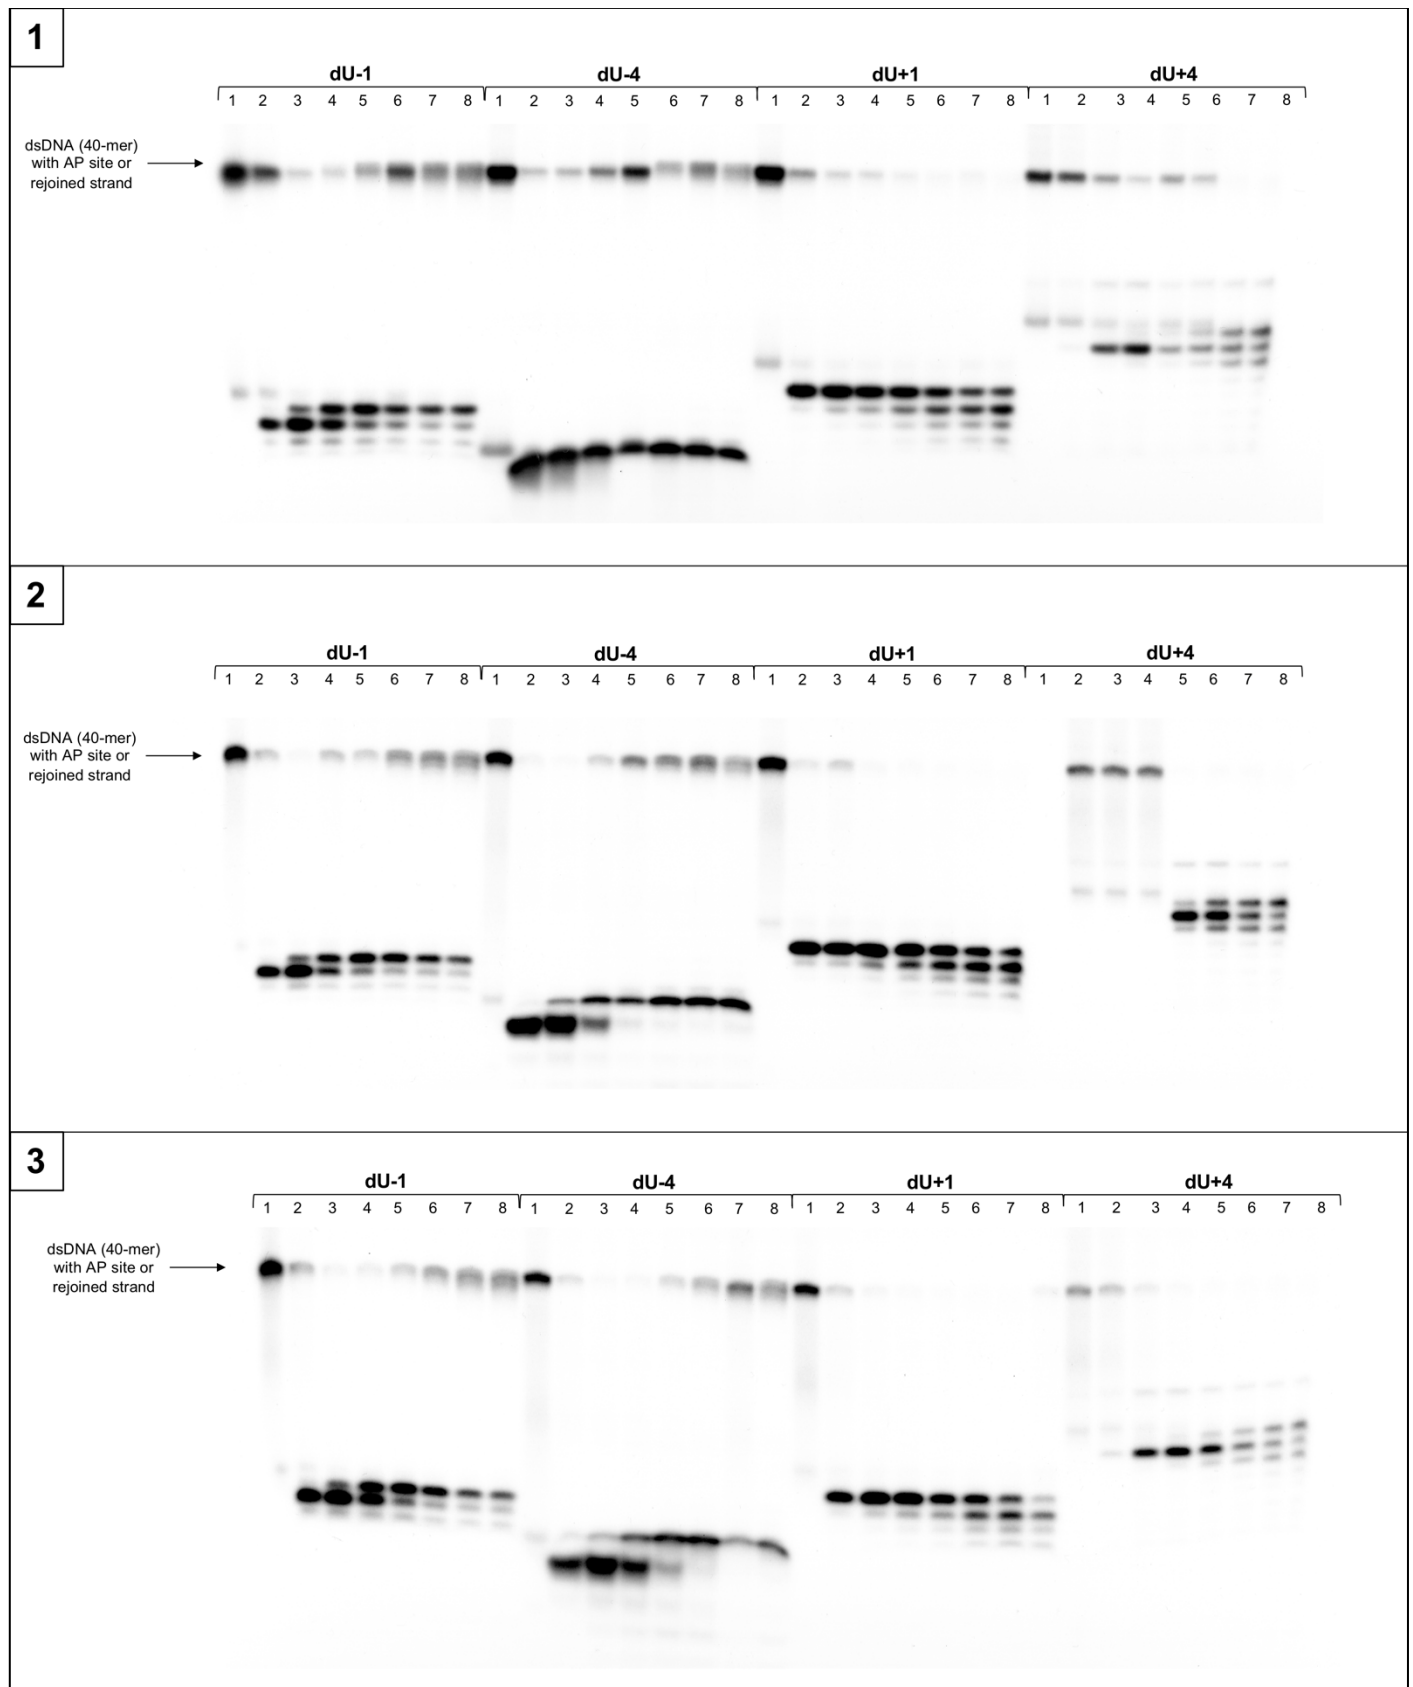 1
dU-1 dU-4 dU+1 dU+4
1 2 3 4 5 6 7 8 1 2 3 4 5 6 7 8 1 2 3 4 5 6 7 8 1 2 3 4 5 6 7 8
dsDNA (40-mer)
with AP site or
rejoined strand
2
dU-1 dU-4 dU+1 dU+4
1 2 3 4 5 6 7 8 1 2 3 4 5 6 7 8 1 2 3 4 5 6 7 8 1 2 3 4 5 6 7 8
dsDNA (40-mer)
with AP site or
rejoined strand
3
dU-1 dU-4 dU+1 dU+4
1 2 3 4 5 6 7 8 1 2 3 4 5 6 7 8 1 2 3 4 5 6 7 8 1 2 3 4 5 6 7 8
dsDNA (40-mer)
with AP site or
rejoined strand